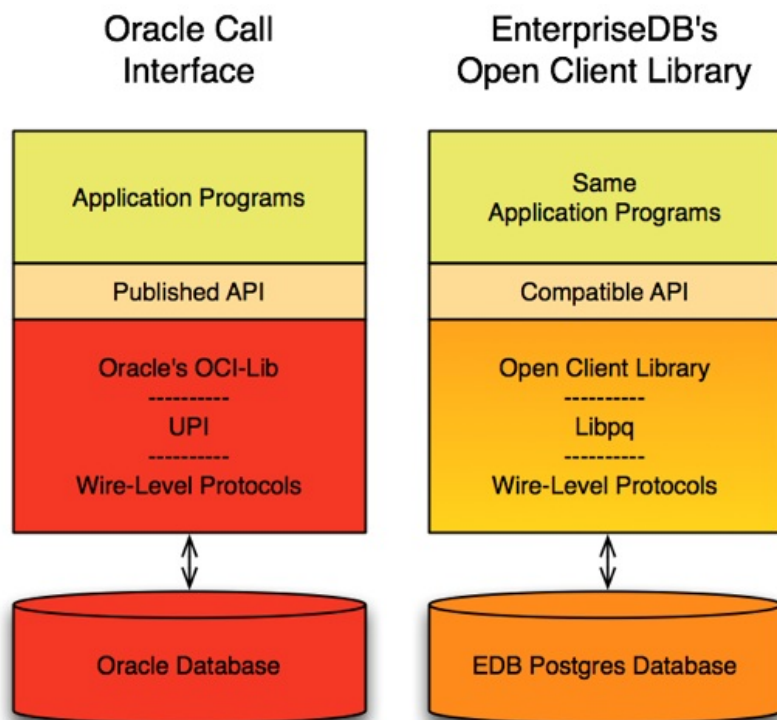 Oracle Call
Interface
Application Programs
Published API
Oracle's OCI-Lib
----------
UPI
----------
Wire-Level Protocols
Oracle Database
EnterpriseDB's
Open Client Library
Same
Application Programs
Compatible API
Open Client Library
----------
Libpq
----------
Wire-Level Protocols
EDB Postgres Database